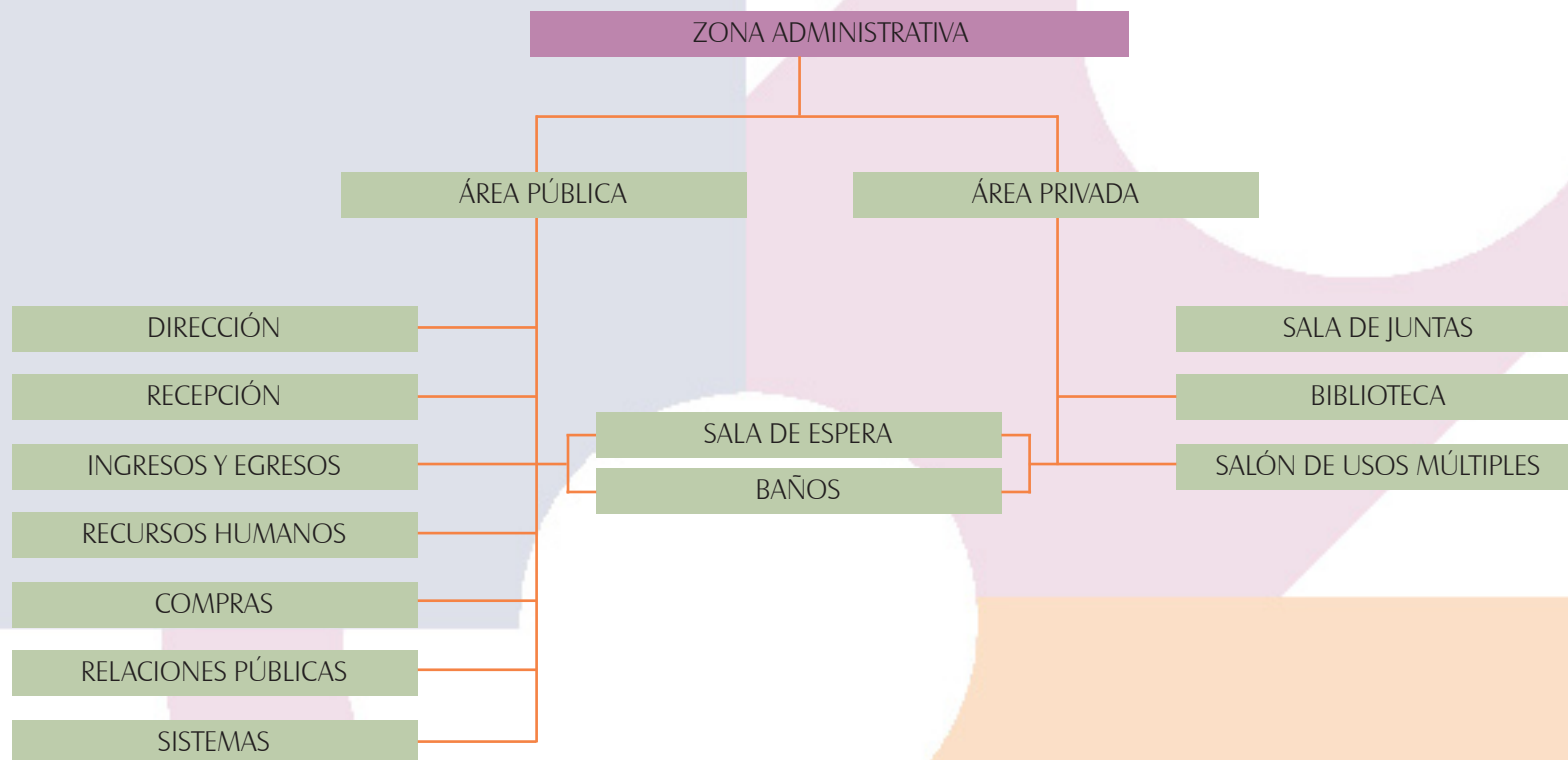 ZONA ADMINISTRATIVA
ÁREA PÚBLICA
ÁREA PRIVADA
DIRECCIÓN
RECEPCIÓN
INGRESOS Y EGRESOS
RECURSOS HUMANOS
COMPRAS
RELACIONES PÚBLICAS
SISTEMAS
SALA DE ESPERA
BAÑOS
SALA DE JUNTAS
BIBLIOTECA
SALÓN DE USOS MÚLTIPLES